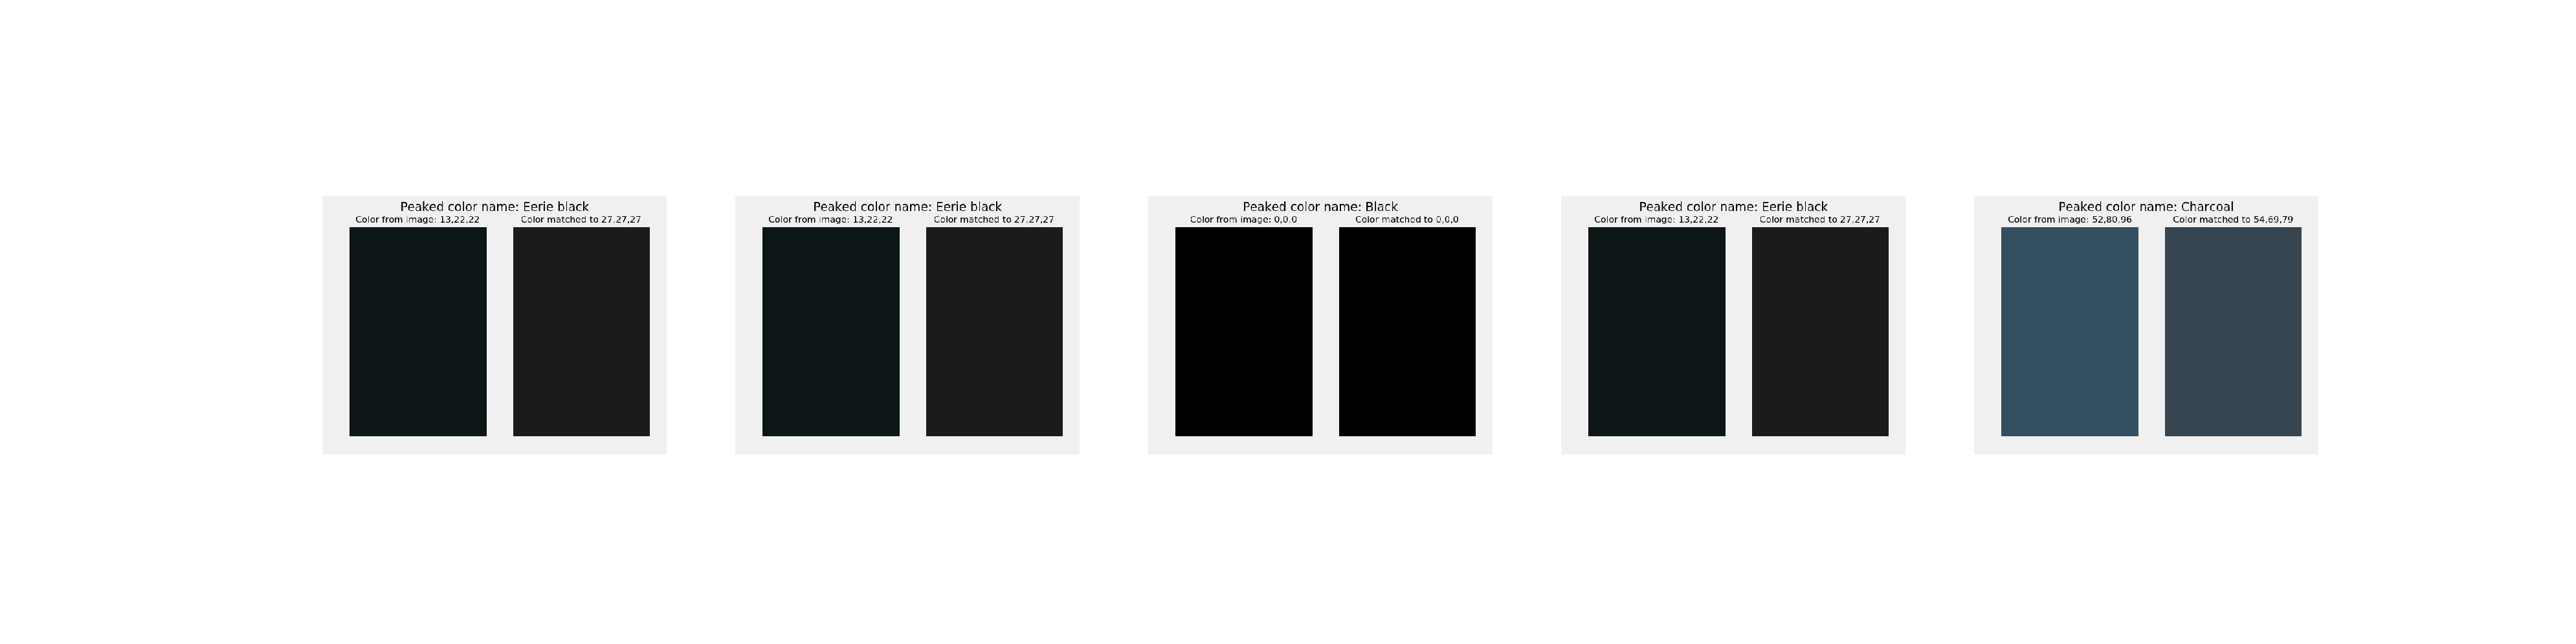 Peaked color name: Eerie black
Color from image: 13,22,22 Color matched to 27,27,27
Peaked color name: Eerie black
Color from image: 13,22,22 Color matched to 27,27,27
Peaked color name: Black
Color from image: 0,0,0 Color matched to 0,0,0
Peaked color name: Eerie black
Color from image: 13,22,22 Color matched to 27,27,27
Peaked color name: Charcoal
Color from image: 52,80,96 Color matched to 54,69,79